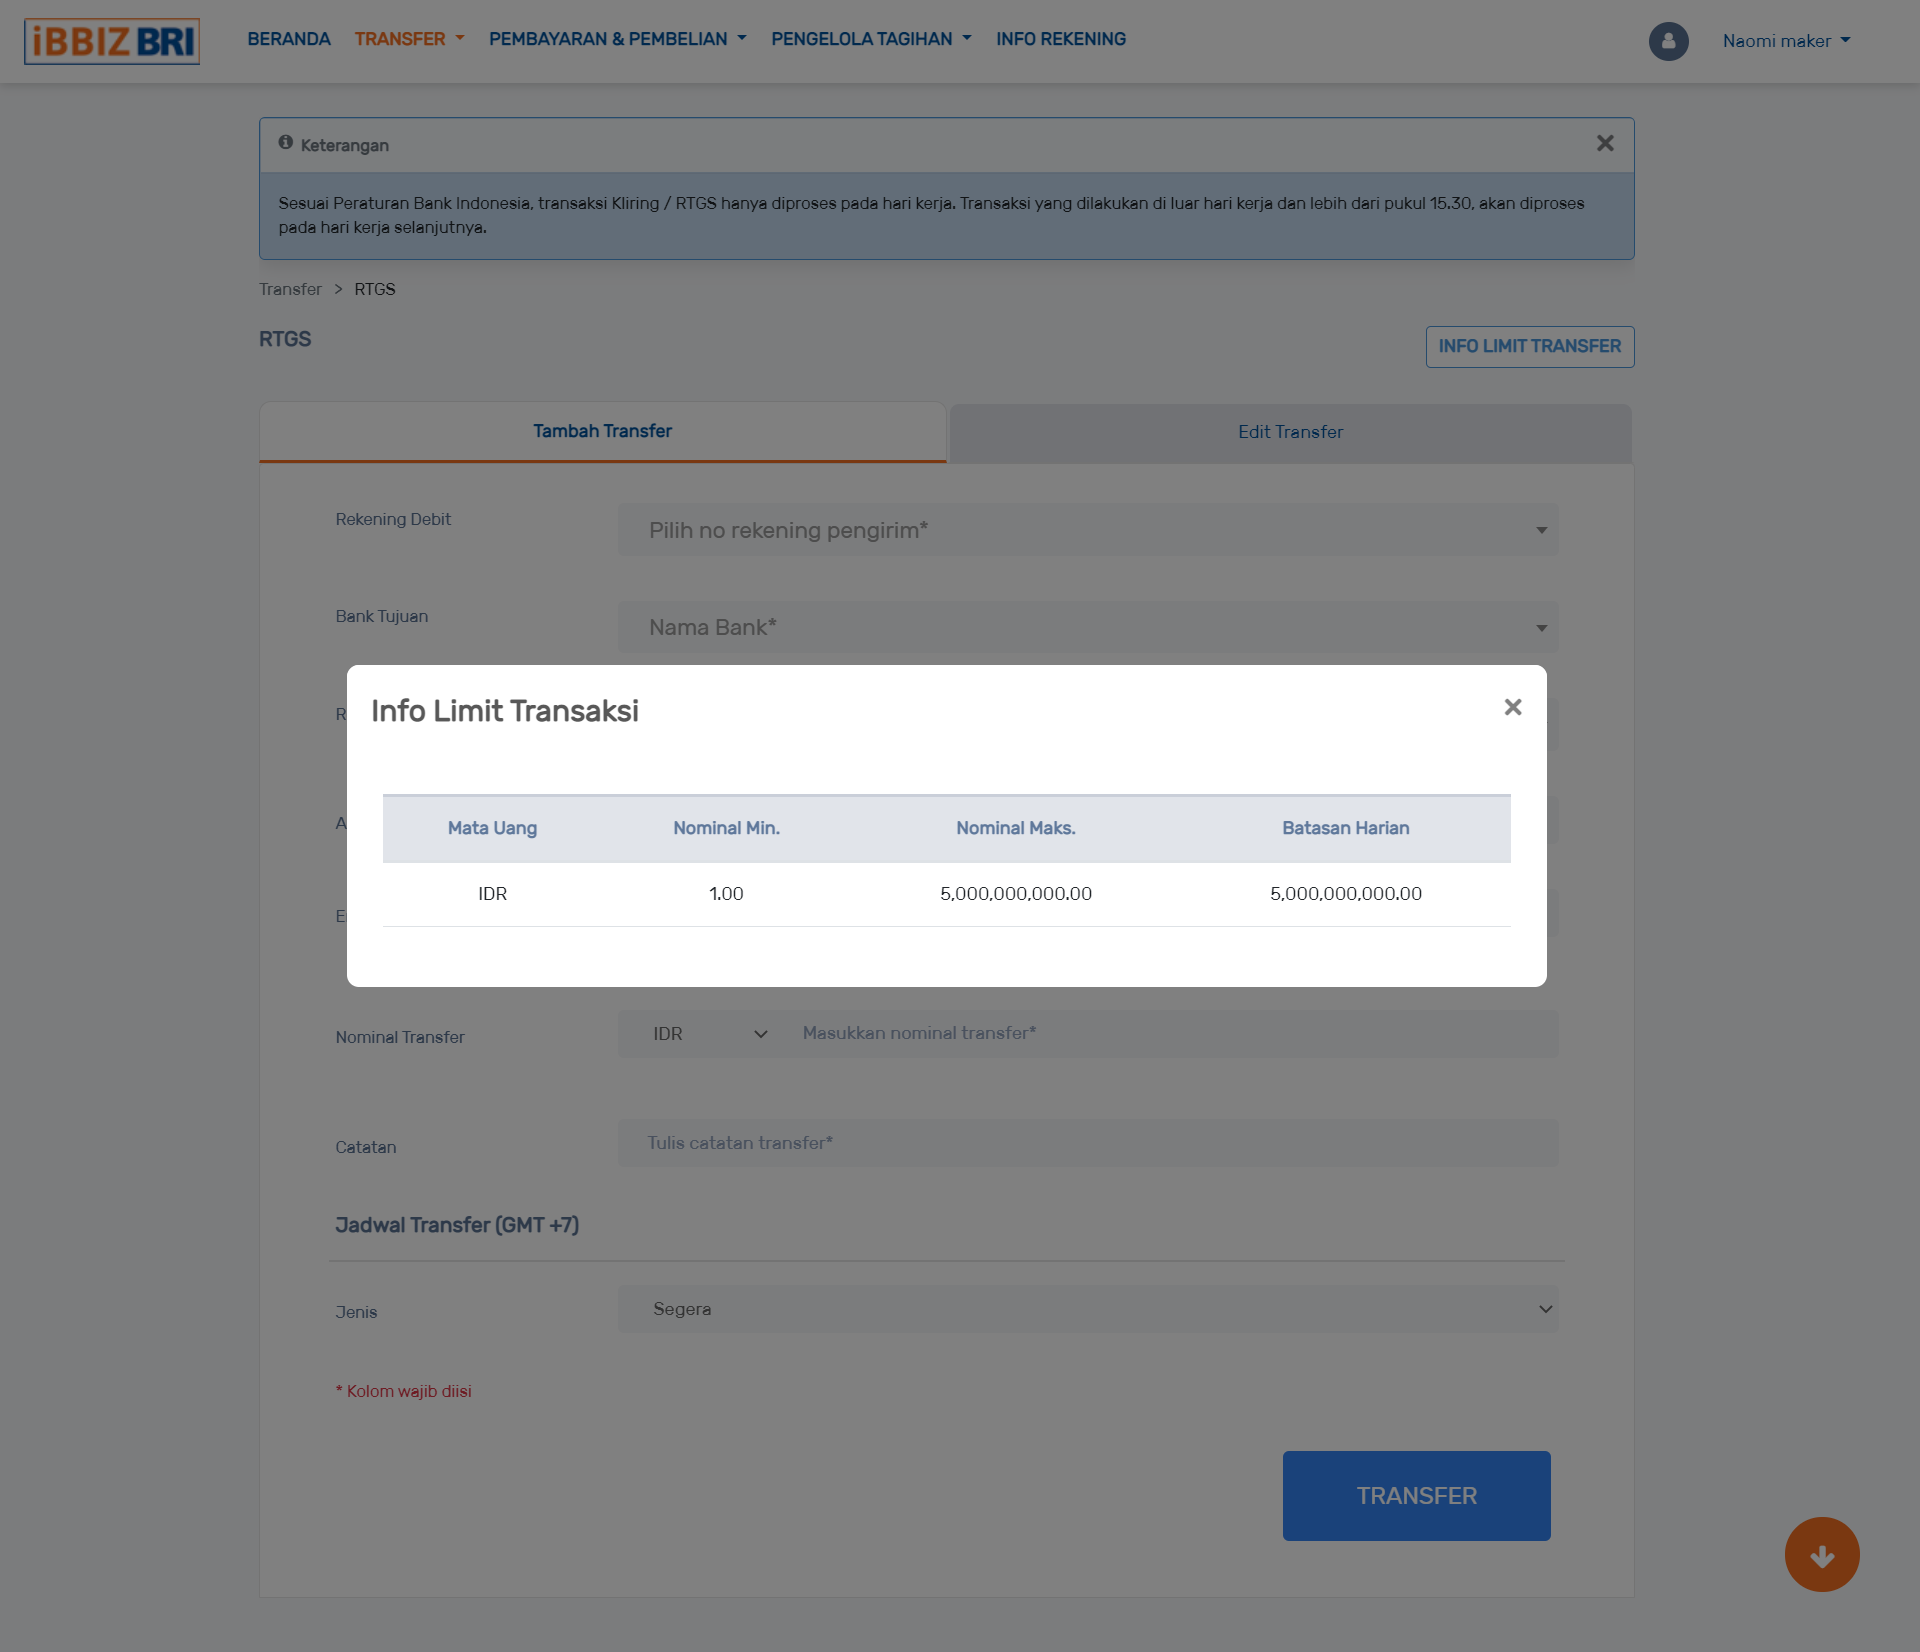 iBBIZ BRI
BERANDA TRANSFER PEMBAYARAN & PEMBELIAN PENGELOLA TAGIHAN INFO REKENING
Naomi maker
Keterangan
Sesuai Peraturan Bank Indonesia, transaksi Kliring / RTGS hanya diproses pada hari kerja. Transaksi yang dilakukan di luar hari kerja dan lebih dari pukul 15.30, akan diproses
pada hari kerja selanjutnya.
Transfer > RTGS
RTGS
INFO LIMIT TRANSFER
Tambah Transfer Edit Transfer
Rekening Debit Pilih no rekening pengirim*
Bank Tujuan Nama Bank*
Info Limit Transaksi
Mata Uang Nominal Min. Nominal Maks. Batasan Harian
IDR 1.00 5,000,000,000.00 5,000,000,000.00
Nominal Transfer IDR Masukkan nominal transfer*
Catatan Tulis catatan transfer*
Jadwal Transfer (GMT +7)
Jenis Segera
* Kolom wajib diisi
TRANSFER